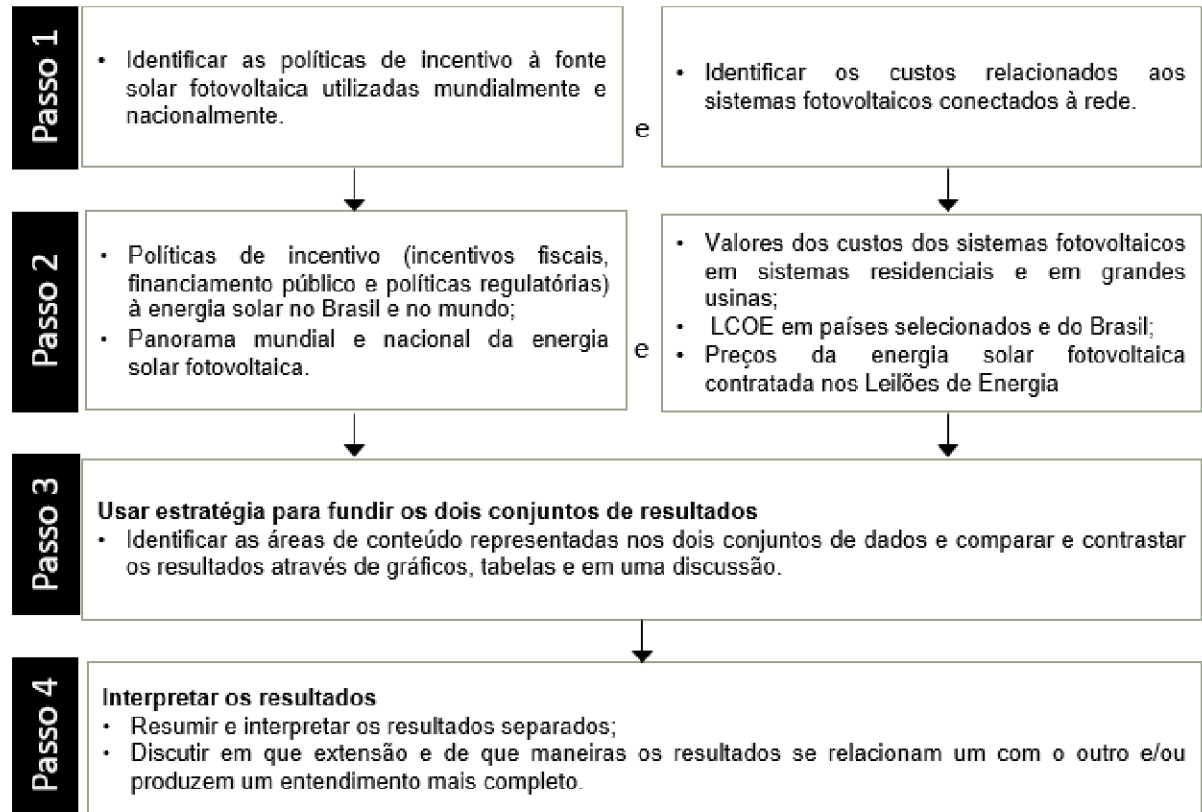 Passo 1
• Identificar as políticas de incentivo à fonte
solar fotovoltaica utilizadas mundialmente e
nacionalmente.
e
• Identificar os custos relacionados aos
sistemas fotovoltaicos conectados à rede.
Passo 2
• Políticas de incentivo (incentivos fiscais,
financiamento público e políticas regulatórias)
à energia solar no Brasil e no mundo;
• Panorama mundial e nacional da energia
solar fotovoltaica.
e
• Valores dos custos dos sistemas fotovoltaicos
em sistemas residenciais e em grandes
usinas;
• LCOE em países selecionados e do Brasil;
• Preços da energia solar fotovoltaica
contratada nos Leilões de Energia
Passo 3
Usar estratégia para fundir os dois conjuntos de resultados
• Identificar as áreas de conteúdo representadas nos dois conjuntos de dados e comparar e contrastar
os resultados através de gráficos, tabelas e em uma discussão.
Passo 4
Interpretar os resultados
• Resumir e interpretar os resultados separados;
• Discutir em que extensão e de que maneiras os resultados se relacionam um com o outro e/ou
produzem um entendimento mais completo.